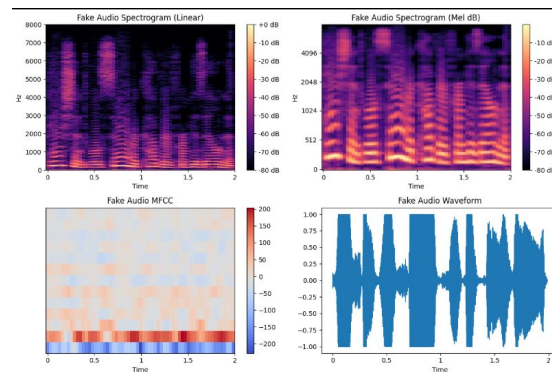 Fake Audio Spectrogram (Linear)
8000
7000
6000
5000
4000
3000
2000
1000
0
Hz
0
0.5
1
1.5
2
Time
+0 dB
-10 dB
-20 dB
-30 dB
-40 dB
-50 dB
-60 dB
-70 dB
-80 dB
Fake Audio Spectrogram (Mel dB)
4096
2048
1024
512
0
Hz
0
0.5
1
1.5
2
Time
-10 dB
-20 dB
-30 dB
-40 dB
-50 dB
-60 dB
-70 dB
-80 dB
Fake Audio MFCC
0
0.5
1
1.5
2
Time
200
150
100
50
0
-50
-100
-150
-200
Fake Audio Waveform
1.00
0.75
0.50
0.25
0.00
-0.25
-0.50
-0.75
-1.00
0
0.5
1
1.5
2
Time